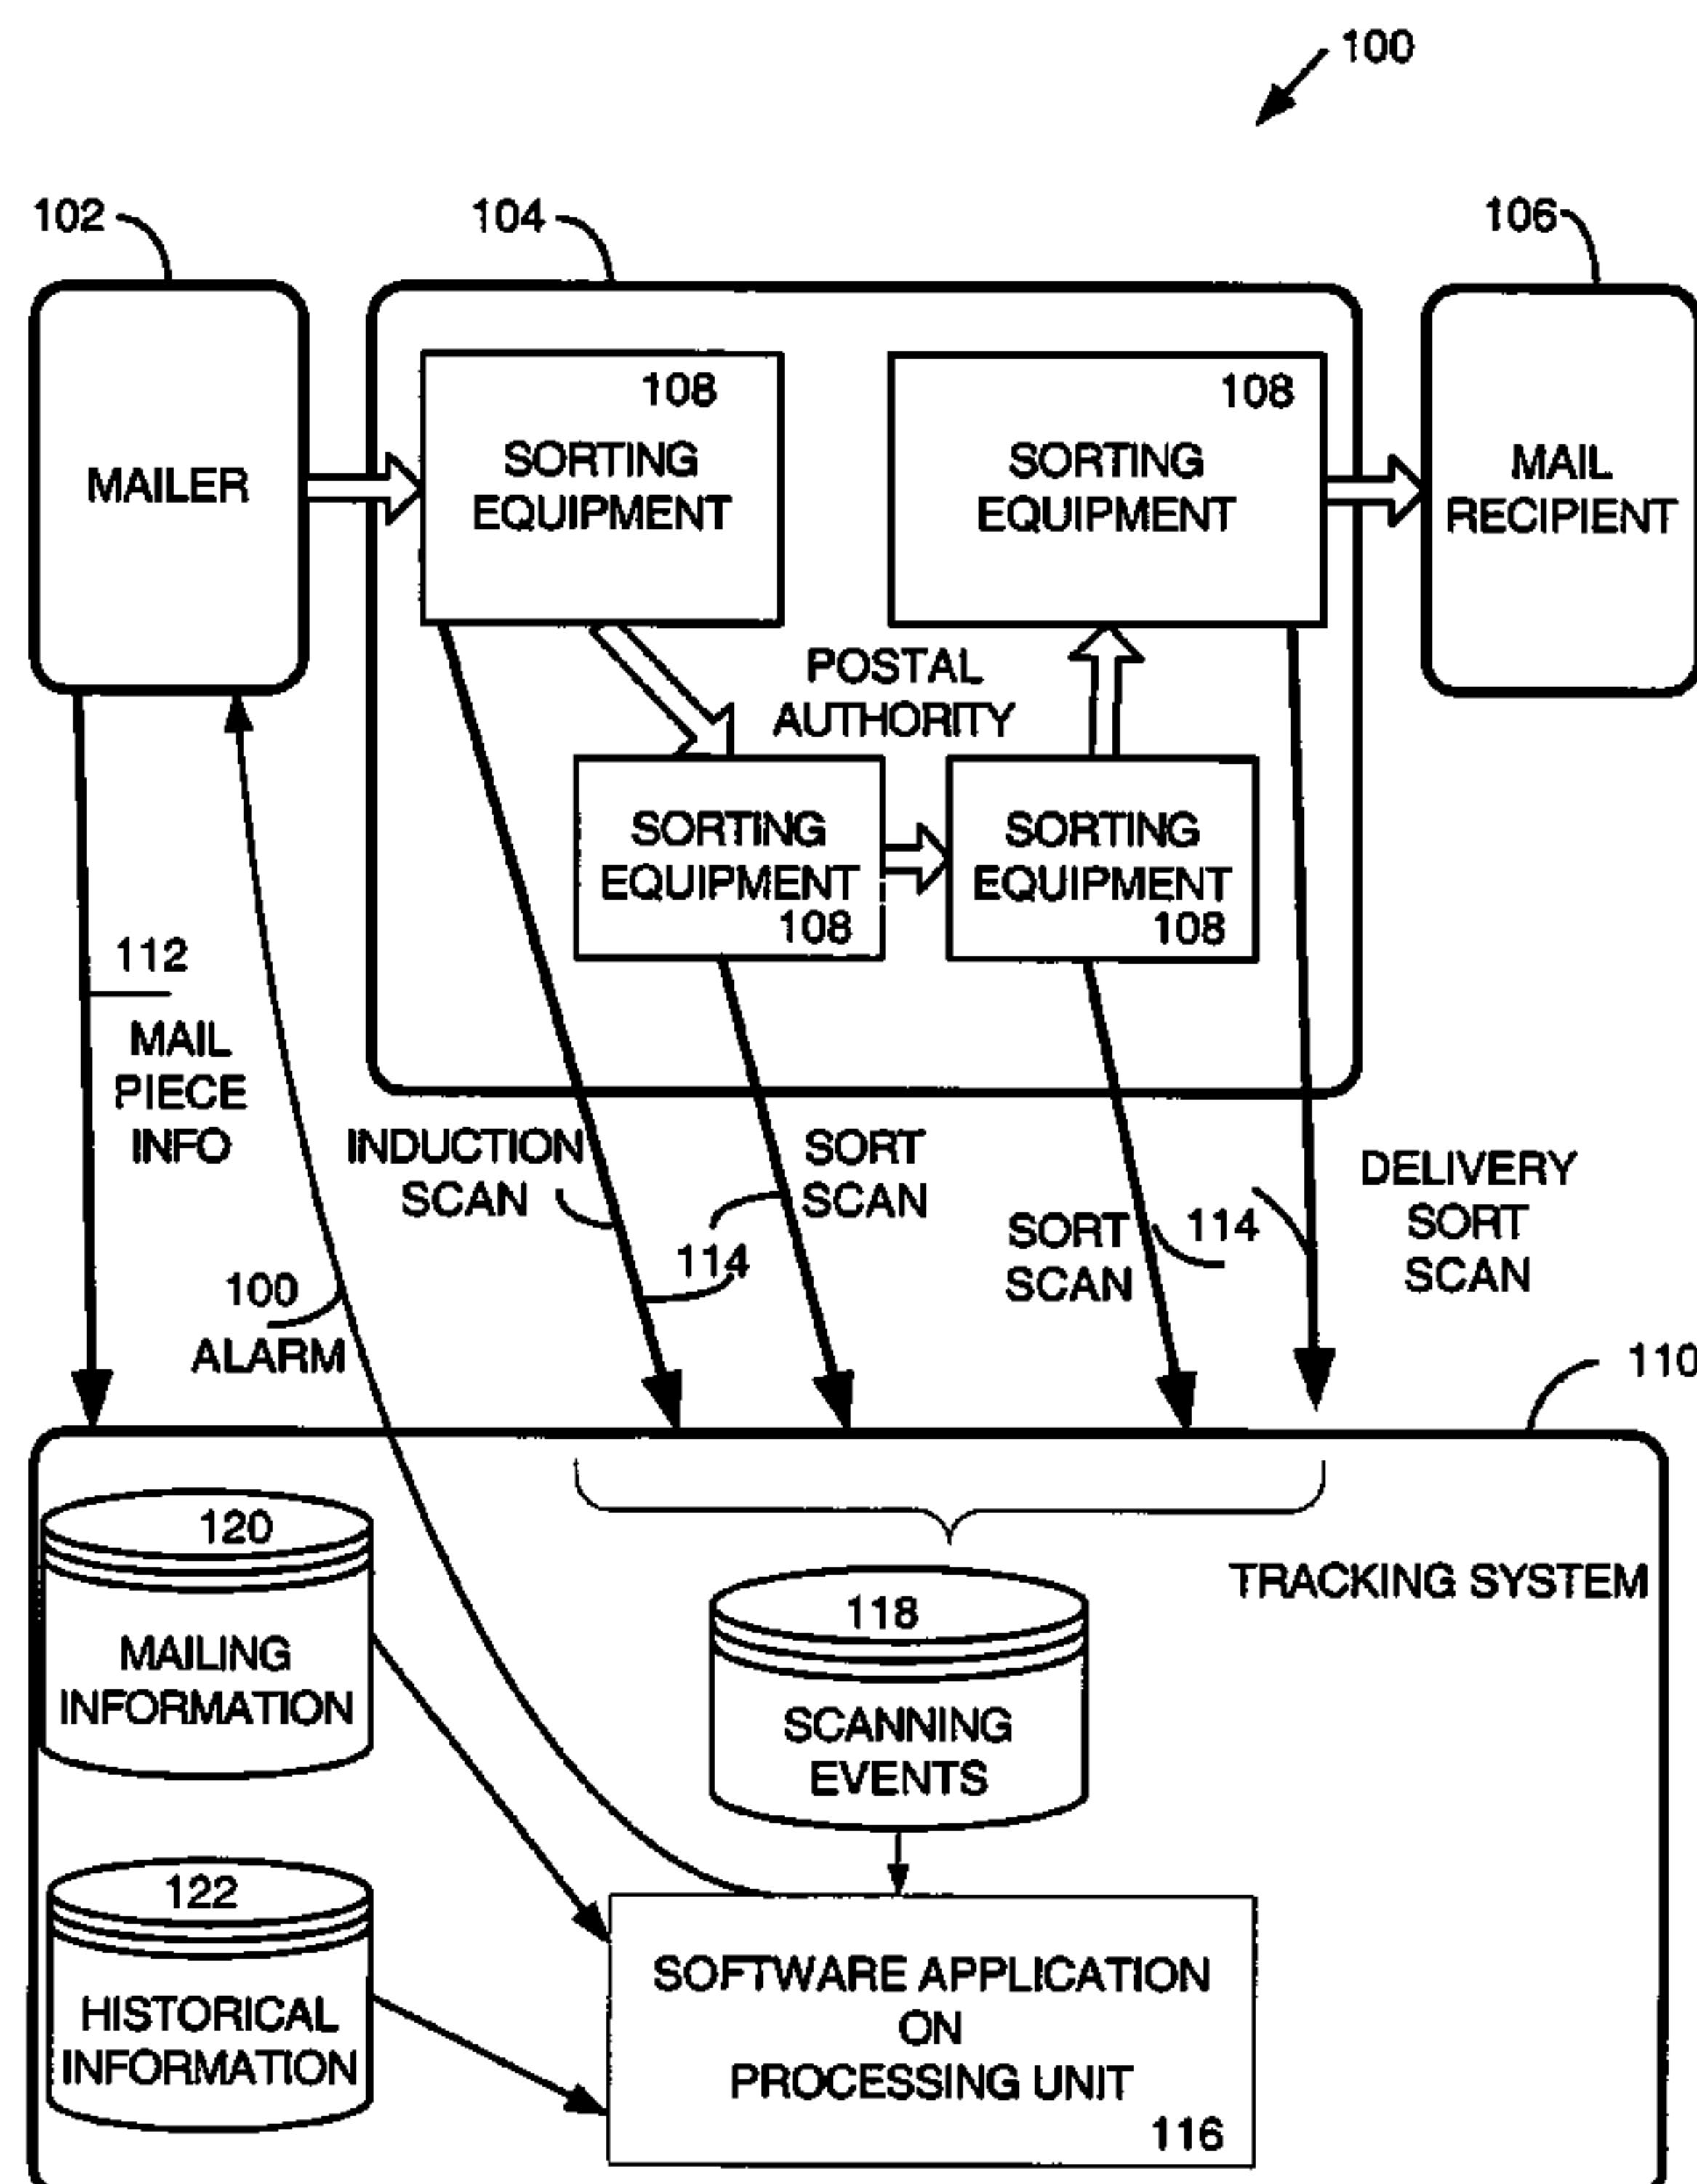 100
102
104
106
MAILER
108
SORTING
EQUIPMENT
108
SORTING
EQUIPMENT
MAIL
RECIPIENT
POSTAL
AUTHORITY
SORTING
EQUIPMENT
108
SORTING
EQUIPMENT
108
112
MAIL
PIECE
INFO
INDUCTION
SCAN
SORT
SCAN
114
SORT
SCAN
114
DELIVERY
SORT
SCAN
100
ALARM
110
120
MAILING
INFORMATION
118
SCANNING
EVENTS
TRACKING SYSTEM
122
HISTORICAL
INFORMATION
SOFTWARE APPLICATION
ON
PROCESSING UNIT
116